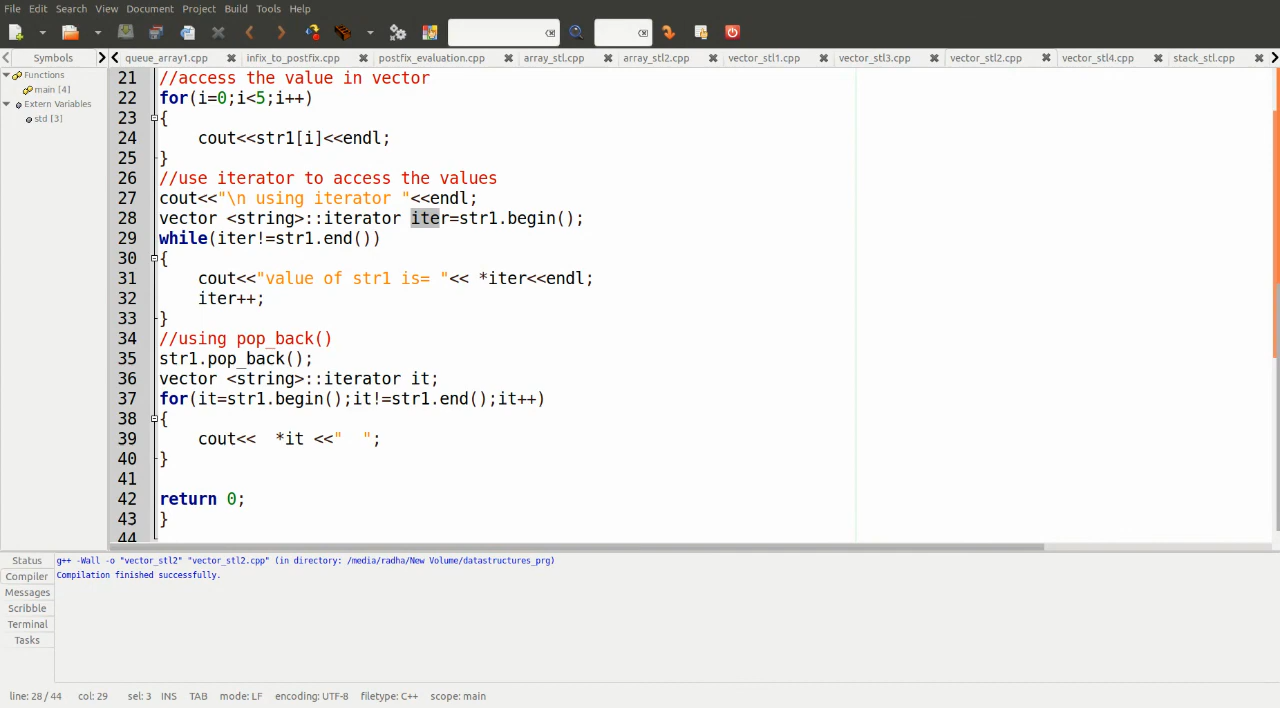 File Edit Search View Document Project Build Tools Help
Symbols queue_array1.cpp infix_to_postfix.cpp postfix_evaluation.cpp array_stl.cpp array_stl2.cpp vector_stl1.cpp vector_stl3.cpp vector_stl2.cpp vector_stl4.cpp stack_stl.cpp
Functions
main [4]
Extern Variables
std [3]
21 //access the value in vector
22 for(i=0;i<5;i++)
23 {
24 cout<<str1[i]<<endl;
25 }
26 //use iterator to access the values
27 cout<<"\n using iterator "<<endl;
28 vector <string>::iterator iter=str1.begin();
29 while(iter!=str1.end())
30 {
31 cout<<"value of str1 is= "<< *iter<<endl;
32 iter++;
33 }
34 //using pop_back()
35 str1.pop_back();
36 vector <string>::iterator it;
37 for(it=str1.begin();it!=str1.end();it++)
38 {
39 cout<<  *it <<"  ";
40 }
41
42 return 0;
43 }
44
Status
Compiler
Messages
Scribble
Terminal
Tasks
g++ -Wall -o "vector_stl2" "vector_stl2.cpp" (in directory: /media/radha/New Volume/datastructures_prg)
Compilation finished successfully.
line: 28 / 44 col: 29 sel: 3 INS TAB mode: LF encoding: UTF-8 filetype: C++ scope: main